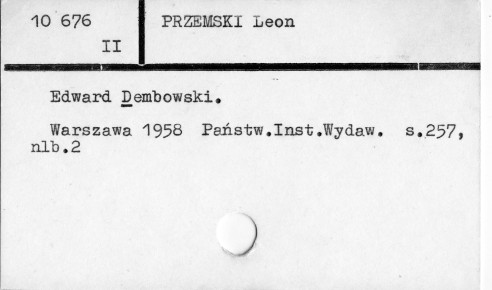 10 676 PRZEMSKI Leon
II
Edward Dembowski.
Warszawa 1958 Państw.Inst.Wydaw. s.257,
nlb.2